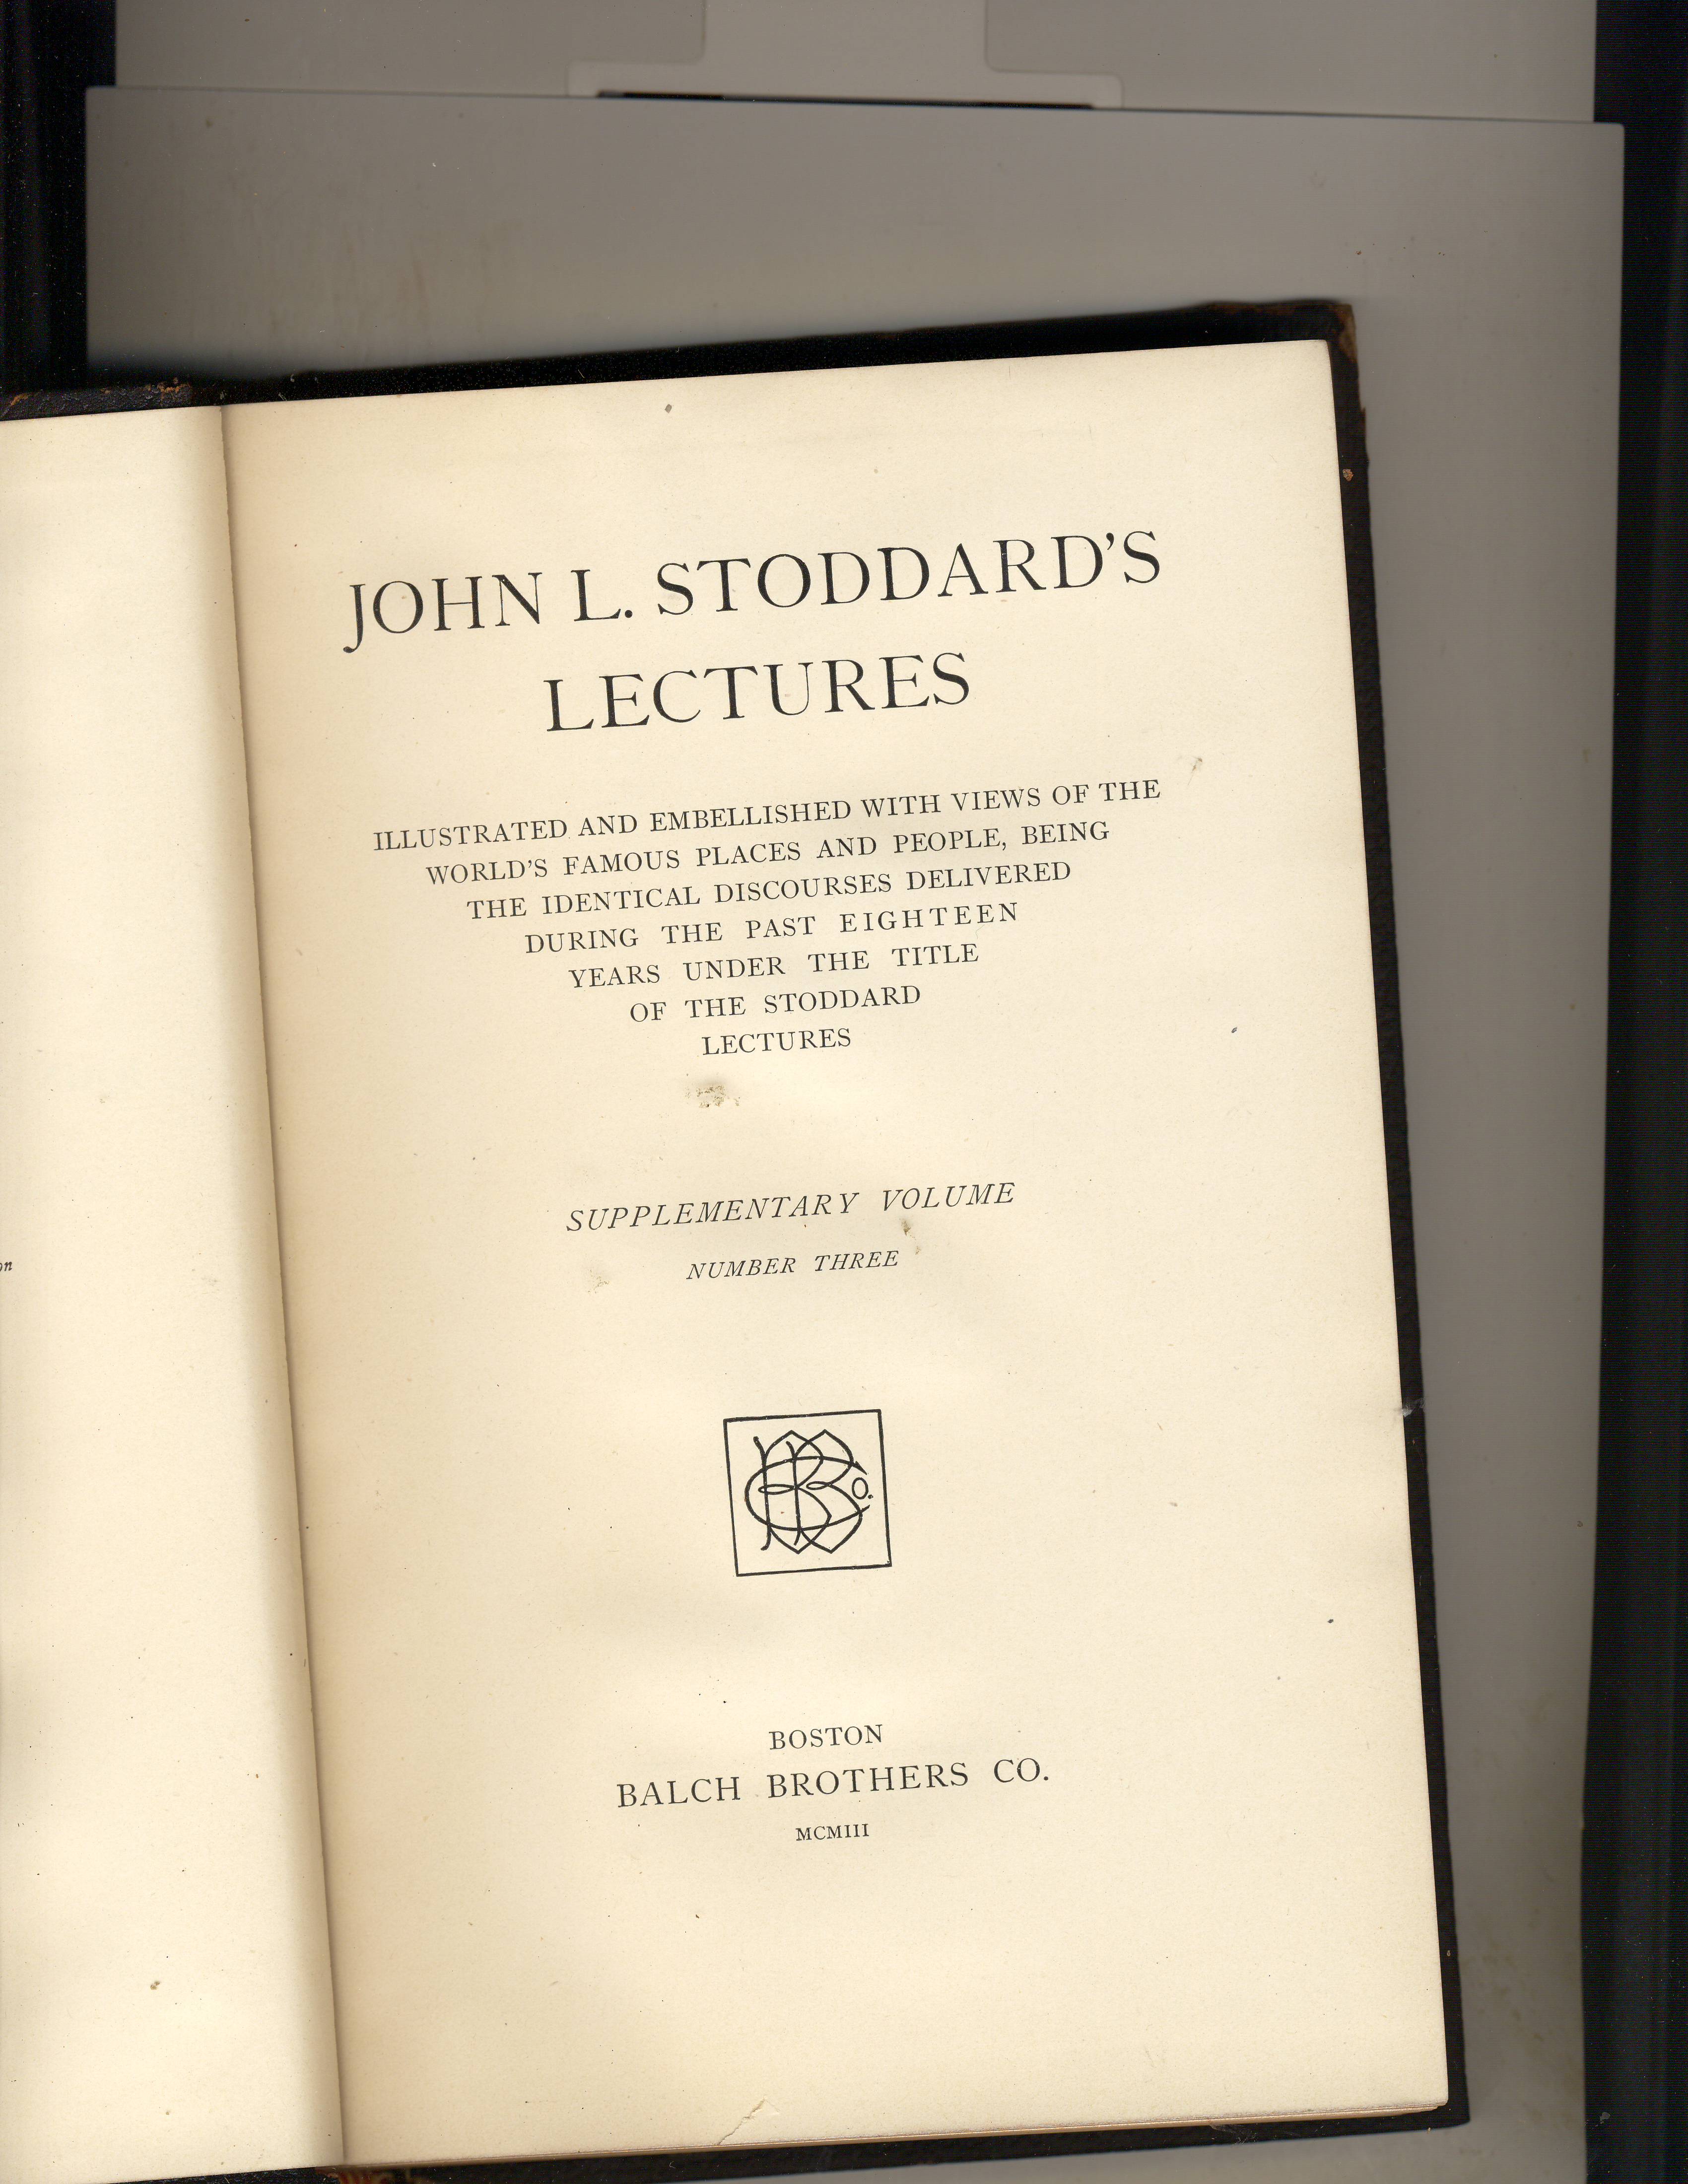 JOHN L. STODDARD'S
LECTURES
ILLUSTRATED AND EMBELLISHED WITH VIEWS OF THE
WORLD'S FAMOUS PLACES AND PEOPLE, BEING
THE IDENTICAL DISCOURSES DELIVERED
DURING THE PAST EIGHTEEN
YEARS UNDER THE TITLE
OF THE STODDARD
LECTURES
SUPPLEMENTARY VOLUME
NUMBER THREE
BBCo.
BOSTON
BALCH BROTHERS CO.
MCMIII